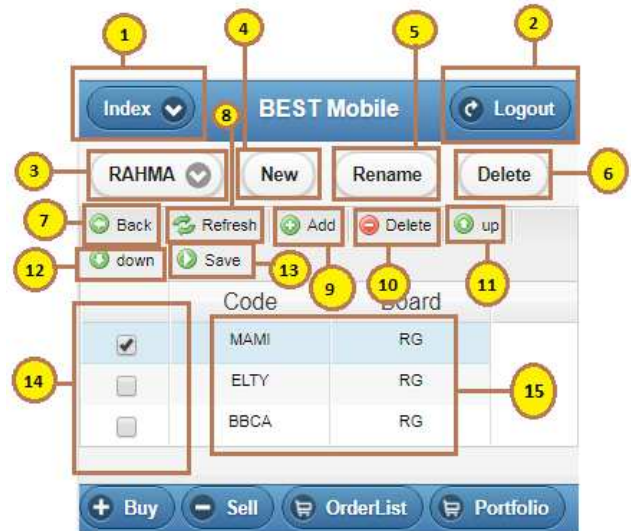 1 4 5 2
Index BEST Mobile Logout
8
3 RAHMA New Rename Delete 6
7 Back Refresh Add Delete up
12 down Save 13 9 10 11
Code Board
MAMI RG
14 ELTY RG 15
BBCA RG
Buy Sell OrderList Portfolio